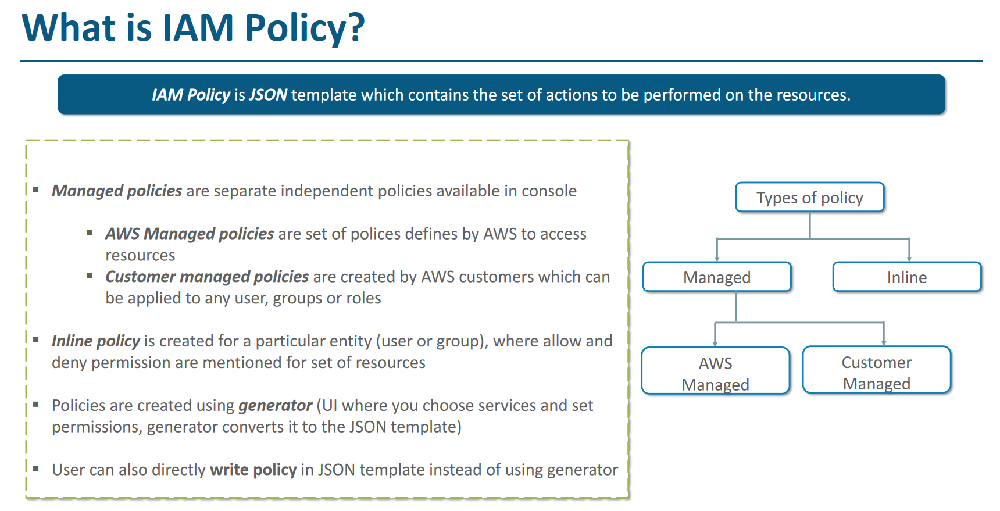 What is IAM Policy?
IAM Policy is JSON template which contains the set of actions to be performed on the resources.
▪ Managed policies are separate independent policies available in console
▪ AWS Managed policies are set of polices defines by AWS to access
resources
▪ Customer managed policies are created by AWS customers which can
be applied to any user, groups or roles
▪ Inline policy is created for a particular entity (user or group), where allow and
deny permission are mentioned for set of resources
▪ Policies are created using generator (UI where you choose services and set
permissions, generator converts it to the JSON template)
▪ User can also directly write policy in JSON template instead of using generator
Types of policy
Managed
Inline
AWS
Managed
Customer
Managed